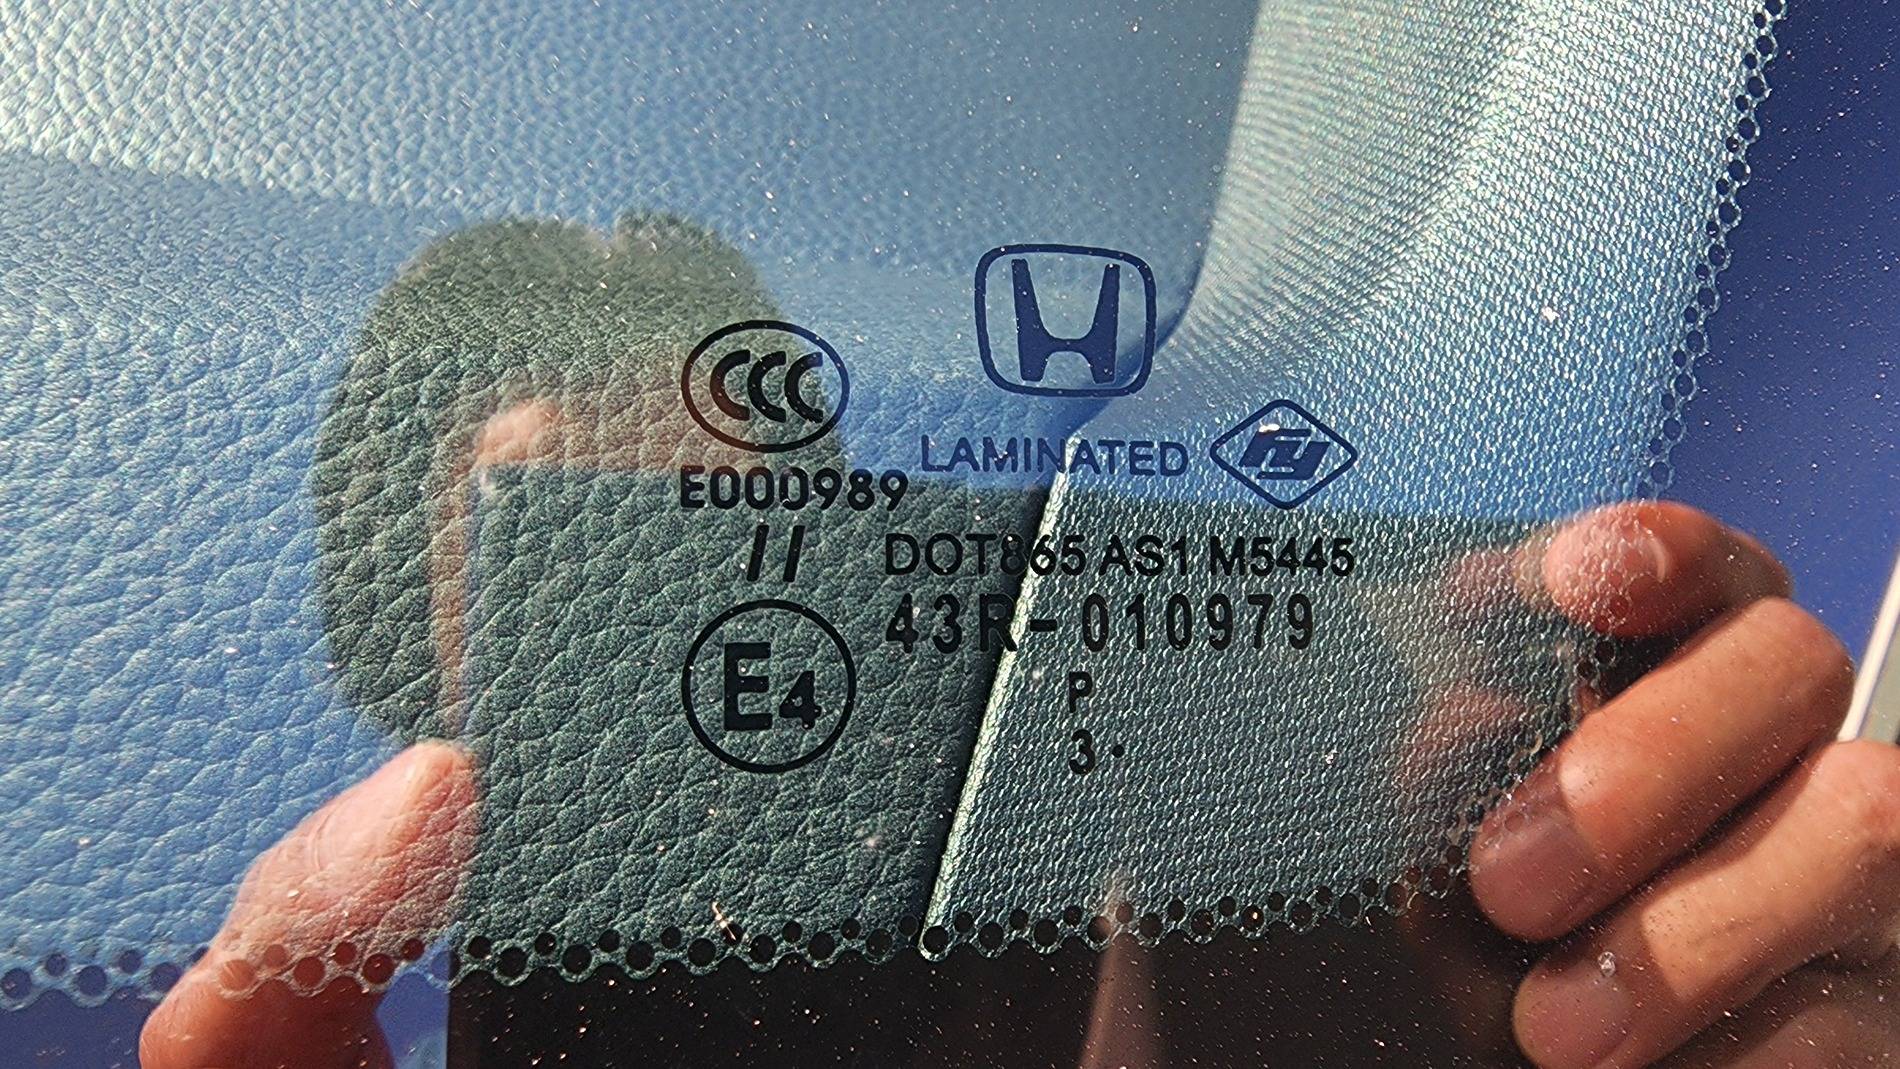 CCC
LAMINATED
E000989
//
DOT865 AS1 M5445
43R-010979
E4
P
3.